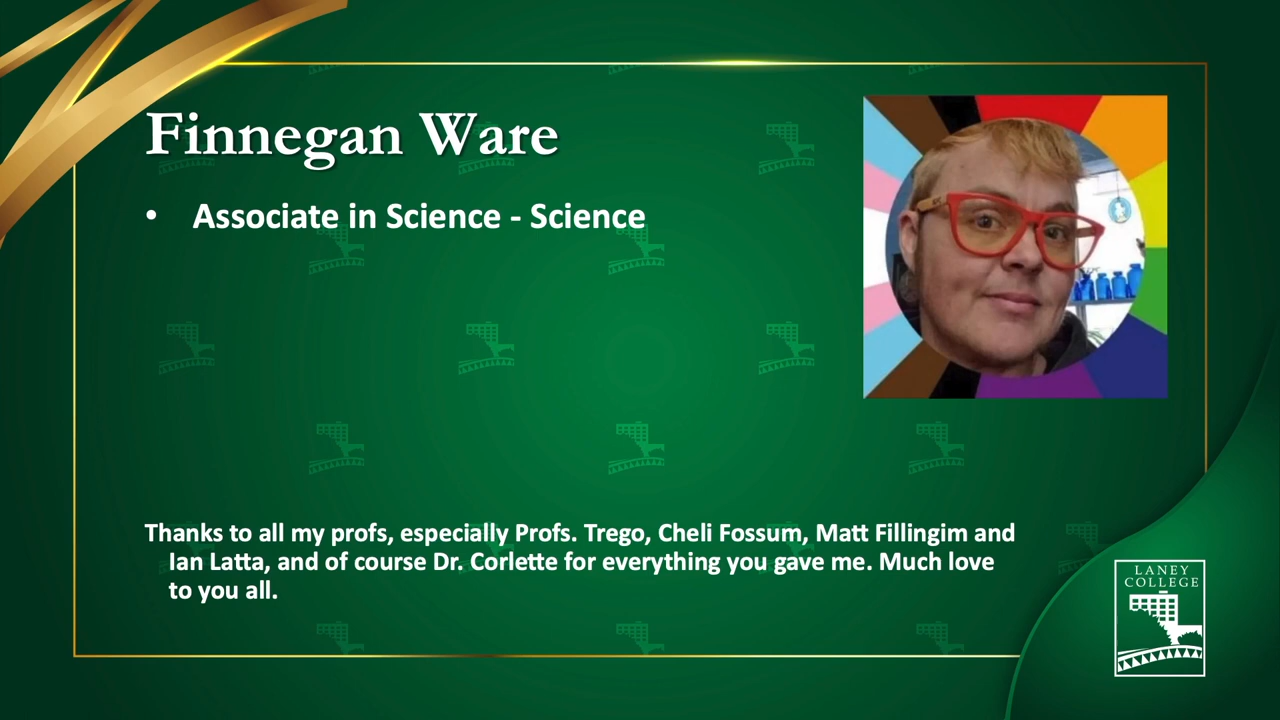 Finnegan Ware
• Associate in Science - Science
Thanks to all my profs, especially Profs. Trego, Cheli Fossum, Matt Fillingim and
Ian Latta, and of course Dr. Corlette for everything you gave me. Much love
to you all.
LANEY
COLLEGE